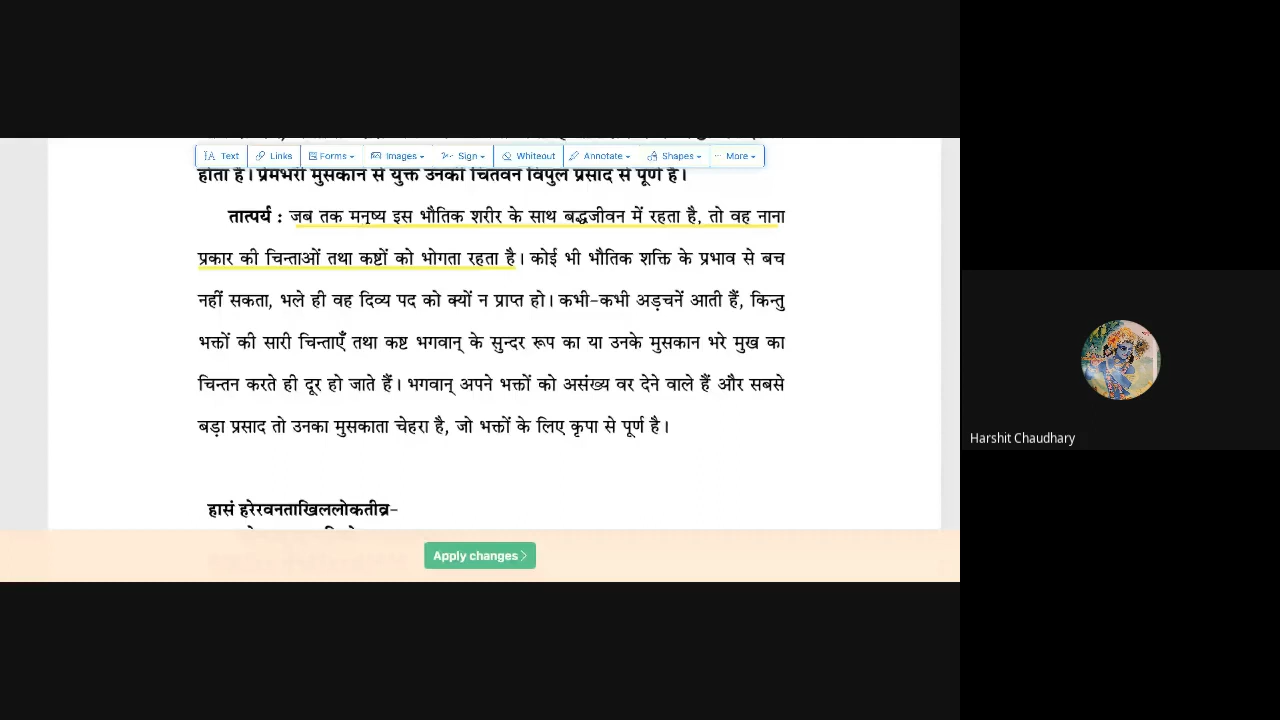 Text Links Forms Images Sign Whiteout Annotate Shapes More
होता है। प्रेमभरी मुसकान से युक्त उनकी चितवन विपुल प्रसाद से पूर्ण है।
तात्पर्य : जब तक मनुष्य इस भौतिक शरीर के साथ बद्धजीवन में रहता है, तो वह नाना
प्रकार की चिन्ताओं तथा कष्टों को भोगता रहता है। कोई भी भौतिक शक्ति के प्रभाव से बच
नहीं सकता, भले ही वह दिव्य पद को क्यों न प्राप्त हो। कभी-कभी अड़चनें आती हैं, किन्तु
भक्तों की सारी चिन्ताएँ तथा कष्ट भगवान् के सुन्दर रूप का या उनके मुसकान भरे मुख का
चिन्तन करते ही दूर हो जाते हैं। भगवान् अपने भक्तों को असंख्य वर देने वाले हैं और सबसे
बड़ा प्रसाद तो उनका मुसकाता चेहरा है, जो भक्तों के लिए कृपा से पूर्ण है।
हासं हरेरवनताखिललोकतीव्र-
Apply changes
Harshit Chaudhary